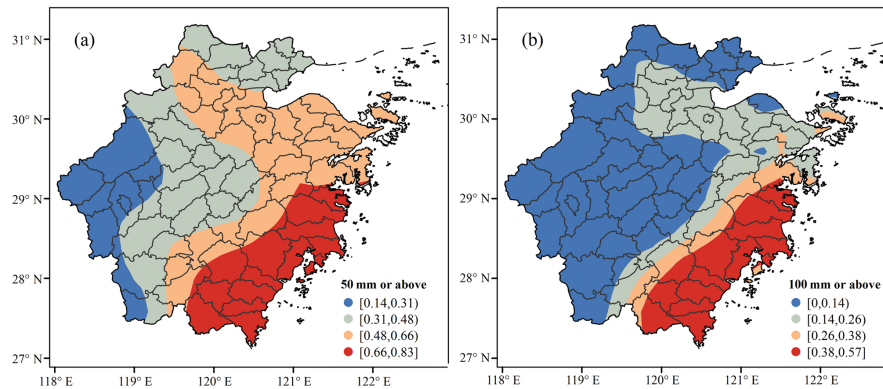 (a)
31° N
30° N
29° N
28° N
27° N
118° E
119° E
120° E
121° E
122° E
50 mm or above
[0.14,0.31)
[0.31,0.48)
[0.48,0.66)
[0.66,0.83]
(b)
31° N
30° N
29° N
28° N
27° N
118° E
119° E
120° E
121° E
122° E
100 mm or above
[0,0.14)
[0.14,0.26)
[0.26,0.38)
[0.38,0.57]